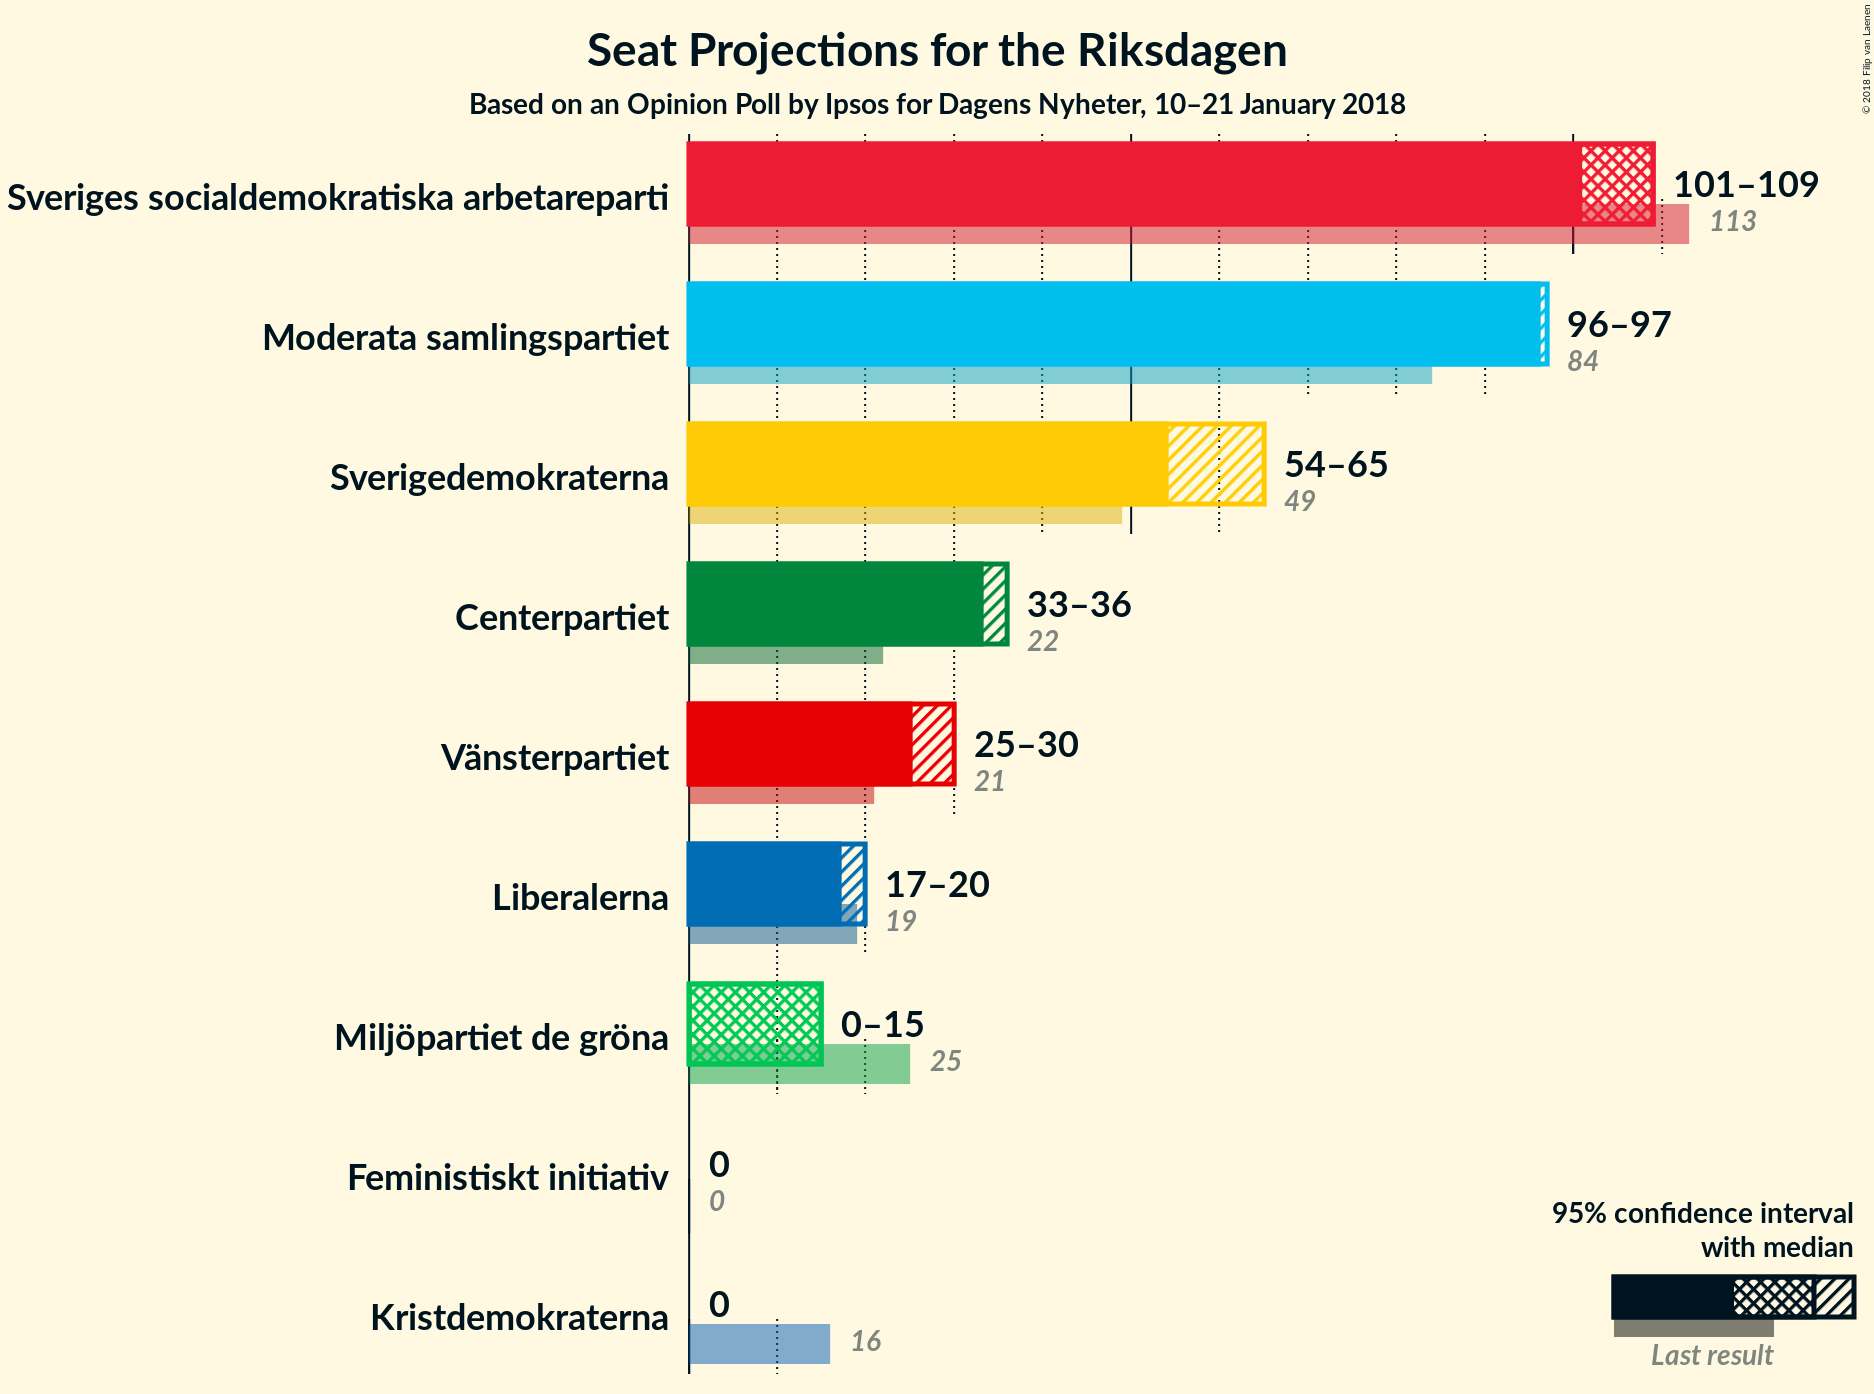 Seat Projections for the Riksdagen
Based on an Opinion Poll by Ipsos for Dagens Nyheter, 10–21 January 2018
© 2018 Filip van Laenen
Sveriges socialdemokratiska arbetareparti
101–109
113
Moderata samlingspartiet
96–97
84
Sverigedemokraterna
54–65
49
Centerpartiet
33–36
22
Vänsterpartiet
25–30
21
Liberalerna
17–20
19
Miljöpartiet de gröna
0–15
25
Feministiskt initiativ
0
0
Kristdemokraterna
0
16
95% confidence interval
with median
Last result